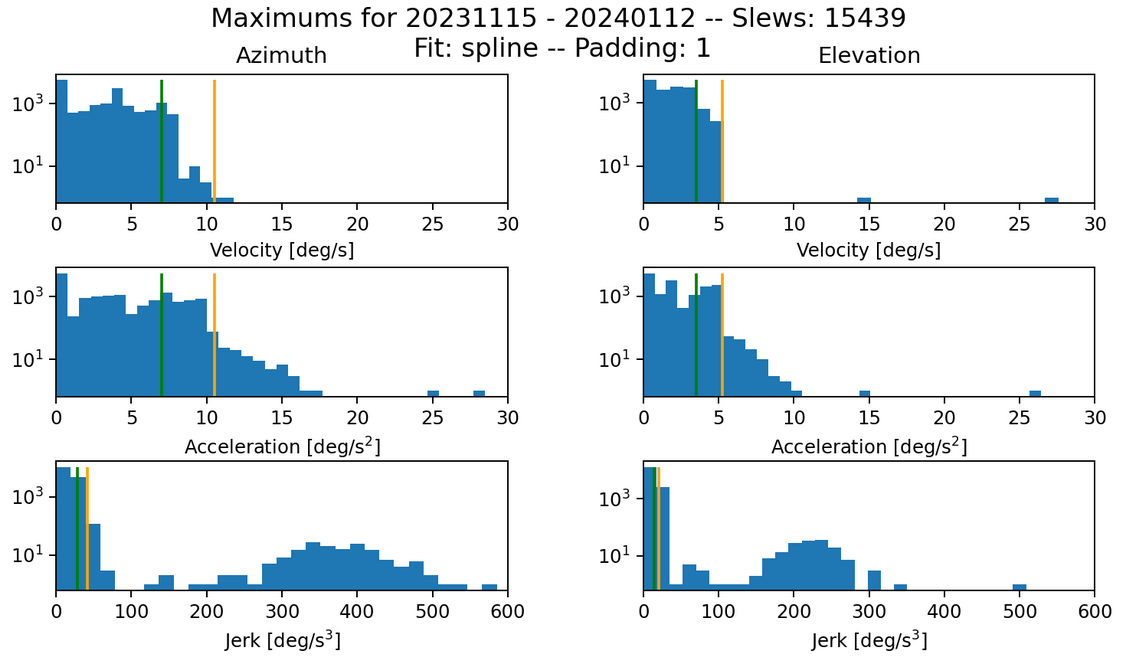 Maximums for 20231115 - 20240112 -- Slews: 15439
Fit: spline -- Padding: 1
Azimuth
Elevation
10³
10¹
0 5 10 15 20 25 30
Velocity [deg/s]
10³
10¹
0 5 10 15 20 25 30
Velocity [deg/s]
10³
10¹
0 5 10 15 20 25 30
Acceleration [deg/s²]
10³
10¹
0 5 10 15 20 25 30
Acceleration [deg/s²]
10³
10¹
0 100 200 300 400 500 600
Jerk [deg/s³]
10³
10¹
0 100 200 300 400 500 600
Jerk [deg/s³]